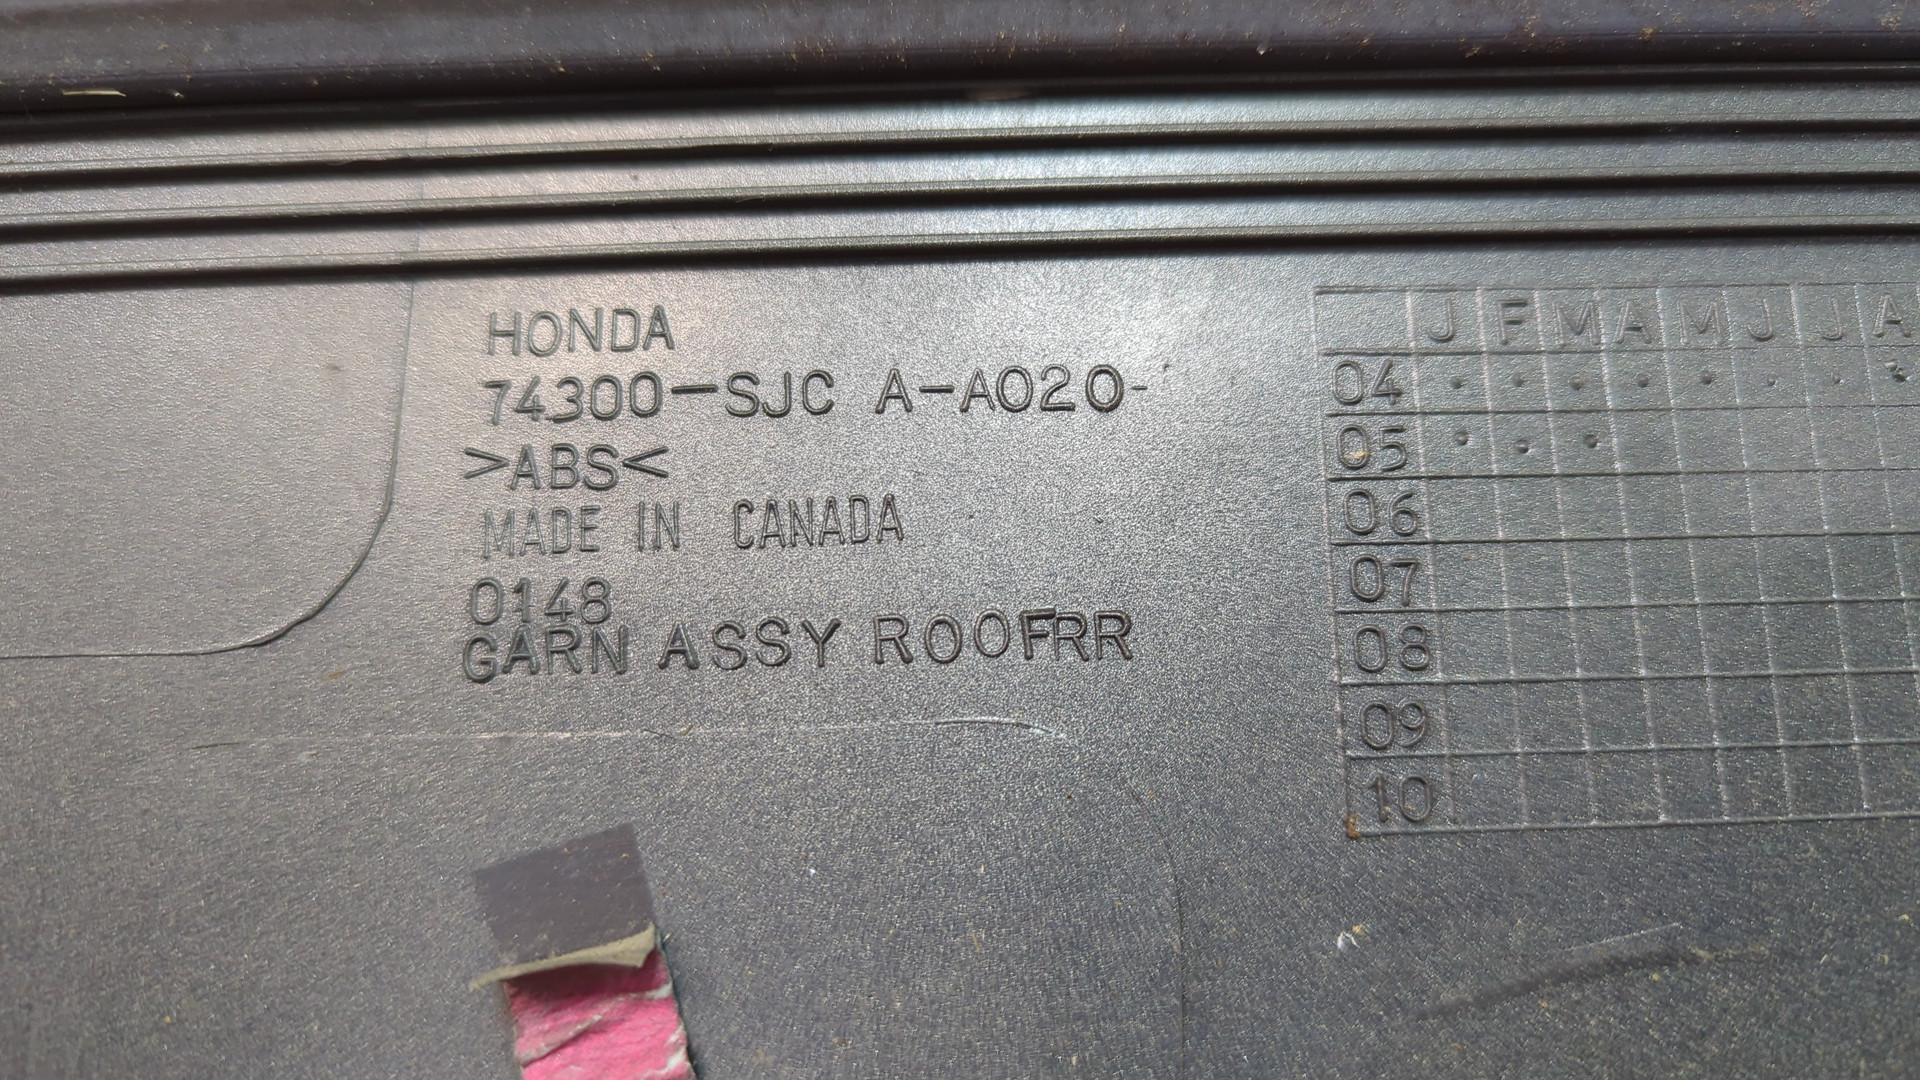 HONDA
74300-SJC A-A020-
>ABS<
MADE IN CANADA
0148
GARN ASSY ROOFRR
J F M A M J J A
04
05
06
07
08
09
10